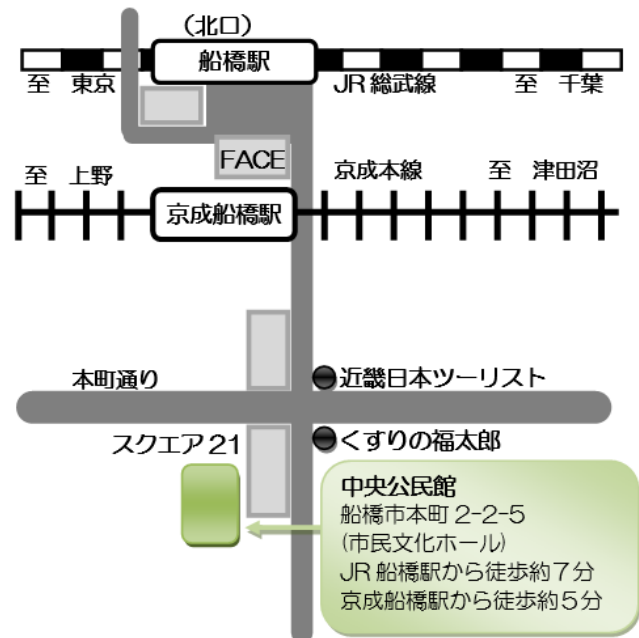 （北口）
船橋駅
至 東京
JR 総武線
至 千葉
FACE
至 上野
京成本線
至 津田沼
京成船橋駅
本町通り
近畿日本ツーリスト
スクエア 21
くすりの福太郎
中央公民館
船橋市本町 2-2-5
(市民文化ホール)
JR 船橋駅から徒歩約７分
京成船橋駅から徒歩約５分